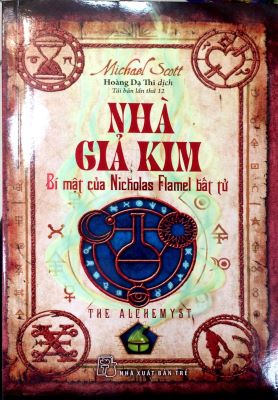 Michael Scott
Hoàng Dạ Thi dịch
Tái bản lần thứ 12
NHÀ
GIẢ KIM
Bí mật của Nicholas Flamel bất tử
THE ALCHEMYST
NHÀ XUẤT BẢN TRẺ